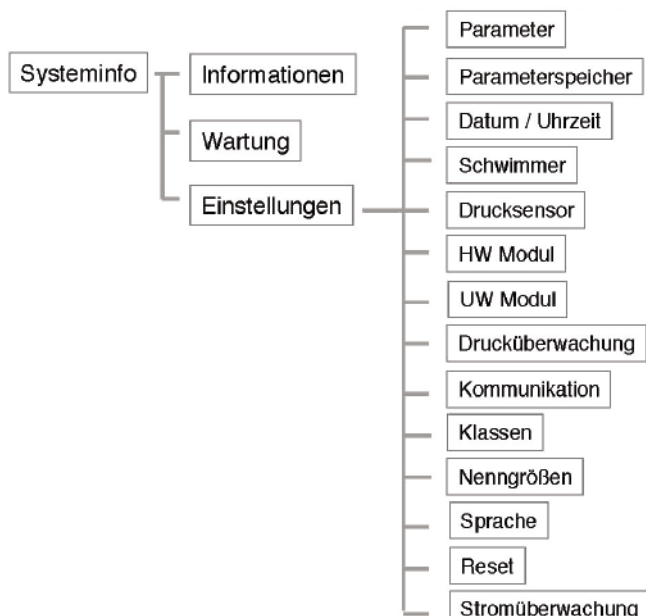 Systeminfo
Informationen
Wartung
Einstellungen
Parameter
Parameterspeicher
Datum / Uhrzeit
Schwimmer
Drucksensor
HW Modul
UW Modul
Drucküberwachung
Kommunikation
Klassen
Nenngrößen
Sprache
Reset
Stromüberwachung